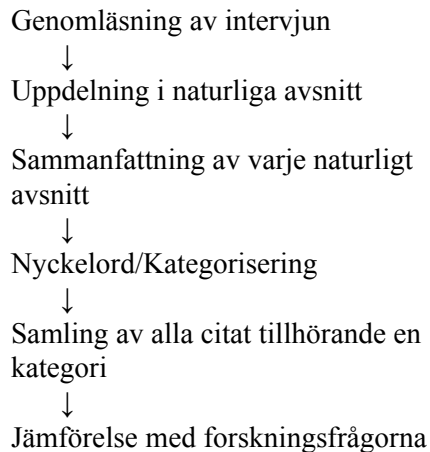 Genomläsning av intervjun
↓
Uppdelning i naturliga avsnitt
↓
Sammanfattning av varje naturligt
avsnitt
↓
Nyckelord/Kategorisering
↓
Samling av alla citat tillhörande en
kategori
↓
Jämförelse med forskningsfrågorna